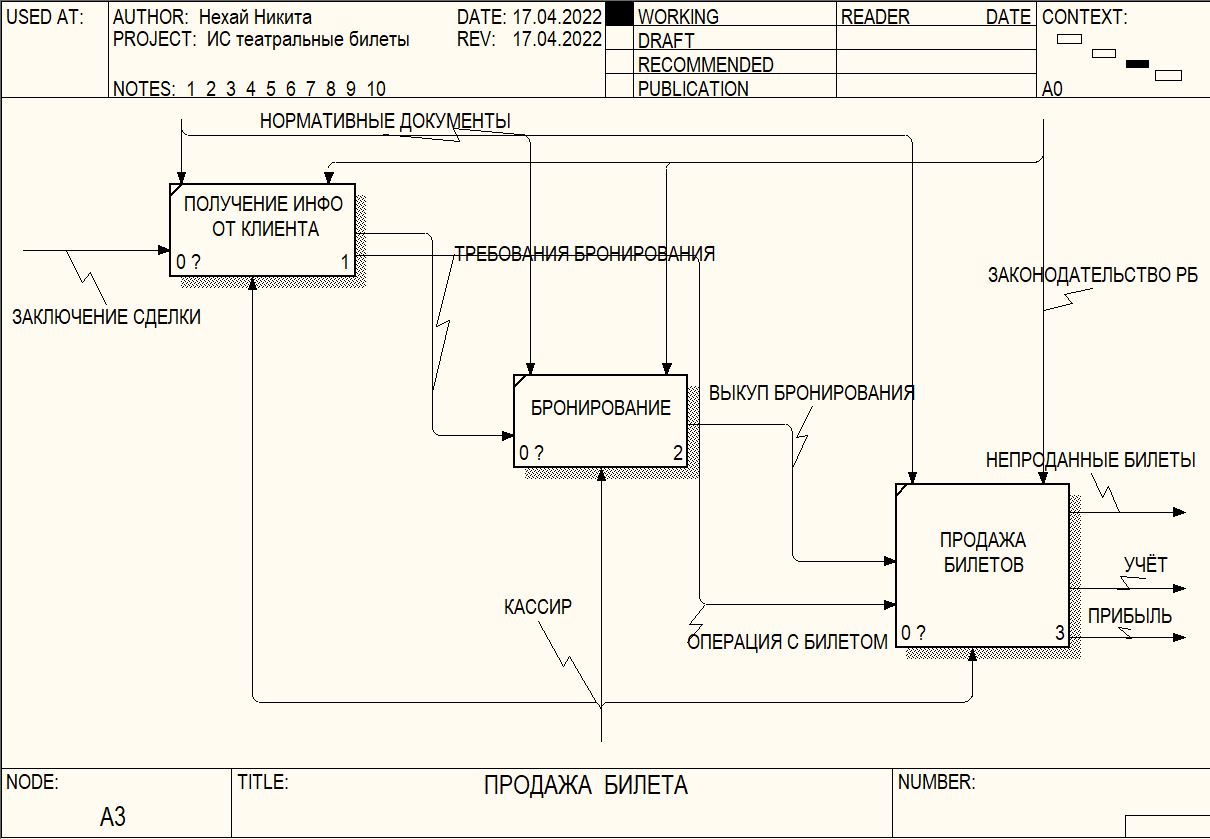 USED AT: AUTHOR: Нехай Никита DATE: 17.04.2022 WORKING READER DATE CONTEXT:
PROJECT: ИС театральные билеты REV: 17.04.2022 DRAFT
RECOMMENDED
NOTES: 1 2 3 4 5 6 7 8 9 10 PUBLICATION A0
НОРМАТИВНЫЕ ДОКУМЕНТЫ
ПОЛУЧЕНИЕ ИНФО
ОТ КЛИЕНТА
0 ? 1
ТРЕБОВАНИЯ БРОНИРОВАНИЯ
ЗАКОНОДАТЕЛЬСТВО РБ
ЗАКЛЮЧЕНИЕ СДЕЛКИ
ВЫКУП БРОНИРОВАНИЯ
БРОНИРОВАНИЕ
0 ? 2
НЕПРОДАННЫЕ БИЛЕТЫ
ПРОДАЖА
БИЛЕТОВ
0 ? 3
УЧЁТ
КАССИР
ПРИБЫЛЬ
ОПЕРАЦИЯ С БИЛЕТОМ
NODE: TITLE: ПРОДАЖА БИЛЕТА NUMBER:
A3